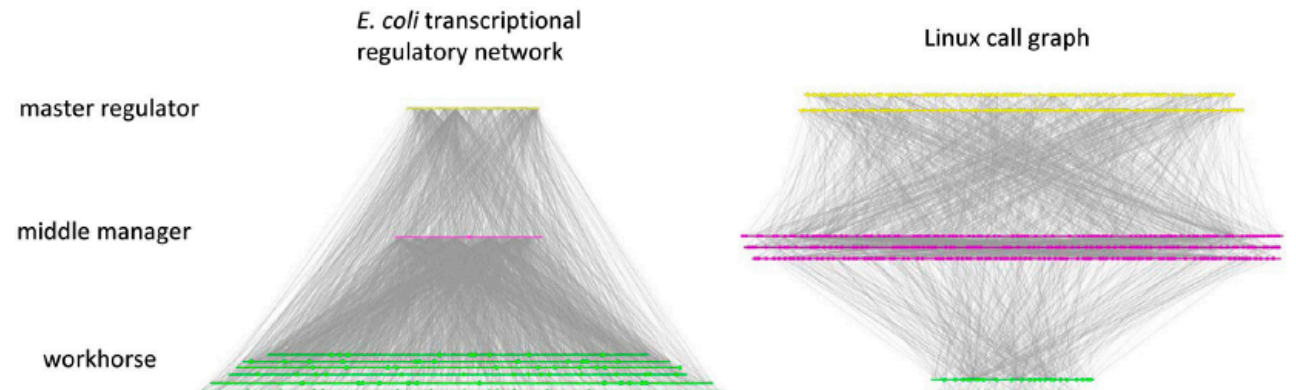 E. coli transcriptional
regulatory network
Linux call graph
master regulator
middle manager
workhorse